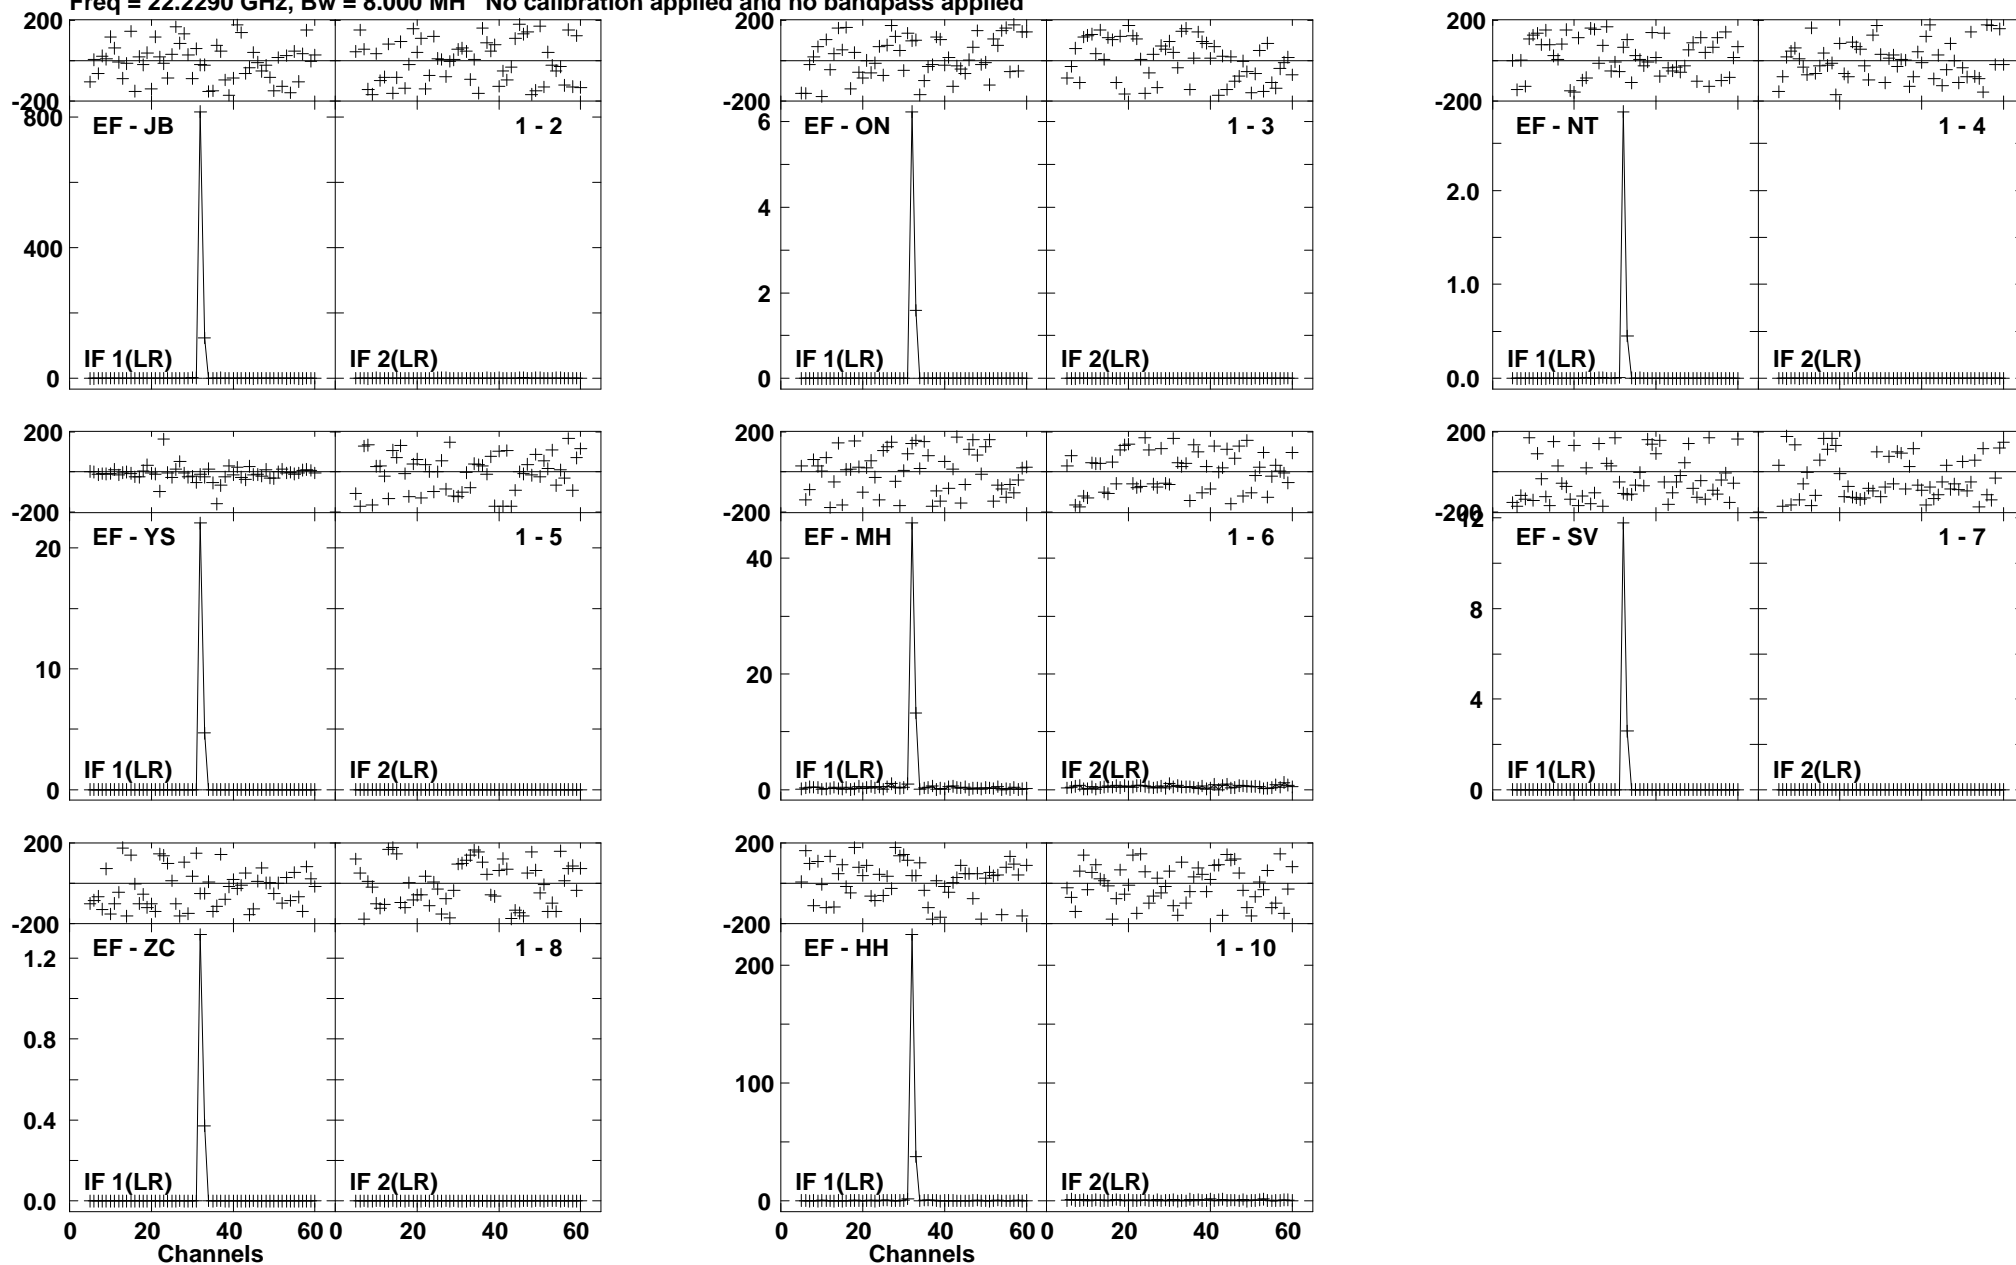 Freq = 22.2290 GHz, Bw = 8.000 MH No calibration applied and no bandpass applied
200
-200
800
400
0
EF - JB
1 - 2
IF 1(LR)
IF 2(LR)
6
4
2
0
EF - ON
1 - 3
IF 1(LR)
IF 2(LR)
200
-200
2.0
1.0
0.0
EF - NT
1 - 4
IF 1(LR)
IF 2(LR)
200
-200
20
10
0
EF - YS
1 - 5
IF 1(LR)
IF 2(LR)
40
20
0
EF - MH
1 - 6
IF 1(LR)
IF 2(LR)
200
-200
12
8
4
0
EF - SV
1 - 7
IF 1(LR)
IF 2(LR)
200
-200
1.2
0.8
0.4
0.0
EF - ZC
1 - 8
IF 1(LR)
IF 2(LR)
0 20 40 60 0 20 40 60
Channels
200
-200
200
100
0
EF - HH
1 - 10
IF 1(LR)
IF 2(LR)
0 20 40 60 0 20 40 60
Channels